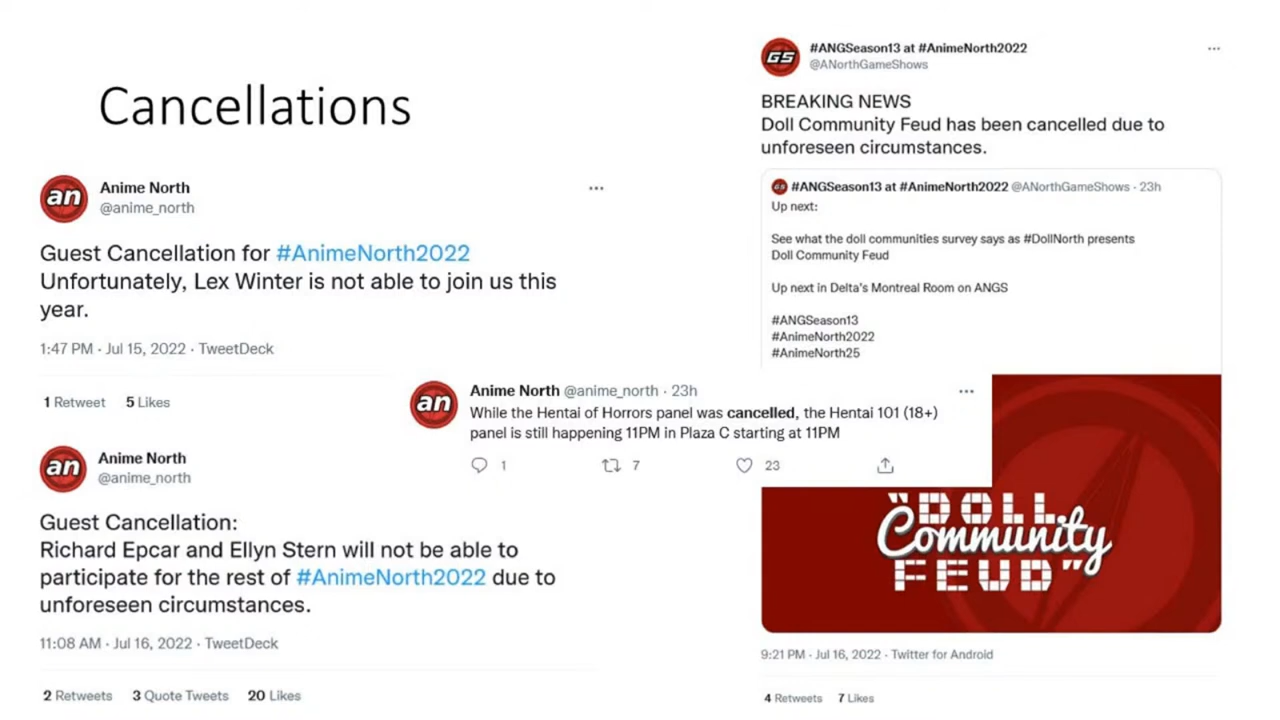 Cancellations
an
Anime North
@anime_north
...
Guest Cancellation for #AnimeNorth2022
Unfortunately, Lex Winter is not able to join us this
year.
1:47 PM · Jul 15, 2022 · TweetDeck
1 Retweet 5 Likes
an
Anime North
@anime_north
Guest Cancellation:
Richard Epcar and Ellyn Stern will not be able to
participate for the rest of #AnimeNorth2022 due to
unforeseen circumstances.
11:08 AM · Jul 16, 2022 · TweetDeck
2 Retweets 3 Quote Tweets 20 Likes
an
Anime North @anime_north · 23h
...
While the Hentai of Horrors panel was cancelled, the Hentai 101 (18+)
panel is still happening 11PM in Plaza C starting at 11PM
1 7 23
GS
#ANGSeason13 at #AnimeNorth2022
@ANorthGameShows
...
BREAKING NEWS
Doll Community Feud has been cancelled due to
unforeseen circumstances.
GS
#ANGSeason13 at #AnimeNorth2022 @ANorthGameShows · 23h
Up next:
See what the doll communities survey says as #DollNorth presents
Doll Community Feud
Up next in Delta's Montreal Room on ANGS
#ANGSeason13
#AnimeNorth2022
#AnimeNorth25
"DOLL
Community
FEUD"
9:21 PM · Jul 16, 2022 · Twitter for Android
4 Retweets 7 Likes